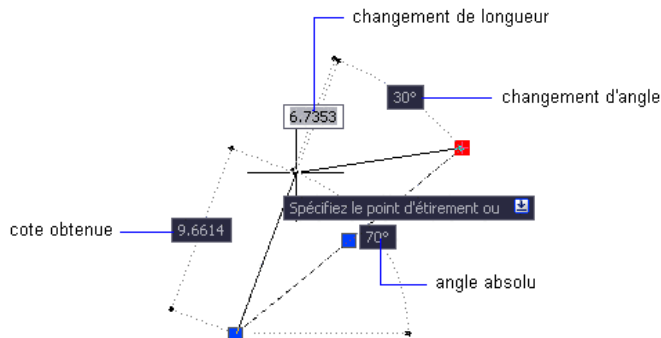 changement de longueur
30°
changement d'angle
6.7353
Spécifiez le point d'étirement ou
cote obtenue
9.6614
70°
angle absolu